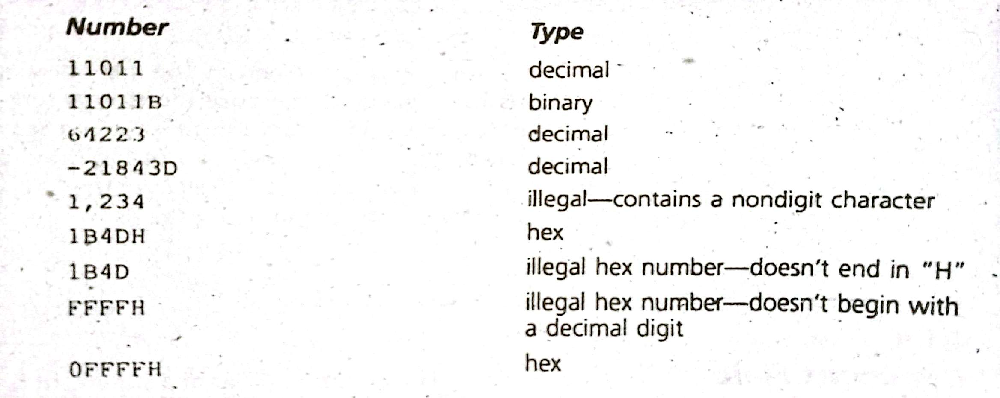 Number Type
11011 decimal
11011B binary
64223 decimal
-21843D decimal
1,234 illegal—contains a nondigit character
1B4DH hex
1B4D illegal hex number—doesn't end in "H"
FFFFH illegal hex number—doesn't begin with
a decimal digit
0FFFFH hex